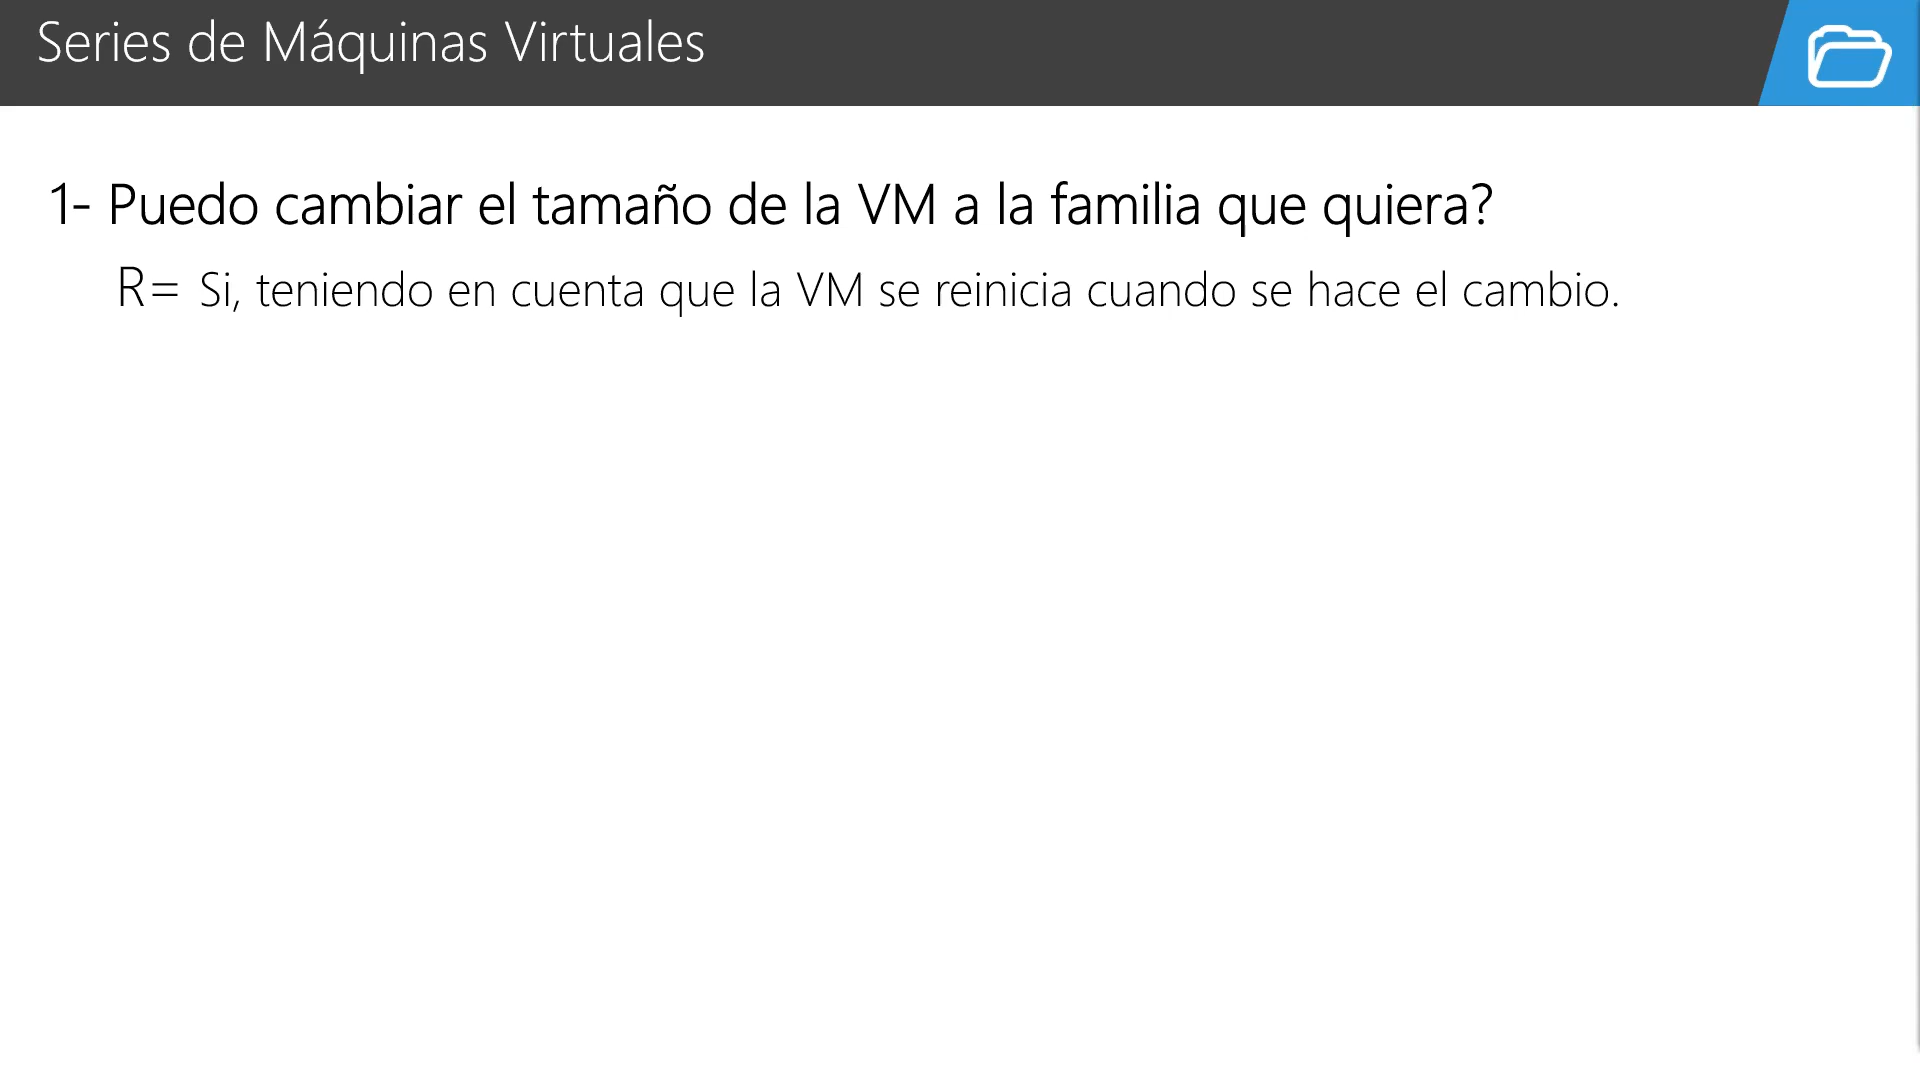 Series de Máquinas Virtuales
1- Puedo cambiar el tamaño de la VM a la familia que quiera?
R= Si, teniendo en cuenta que la VM se reinicia cuando se hace el cambio.